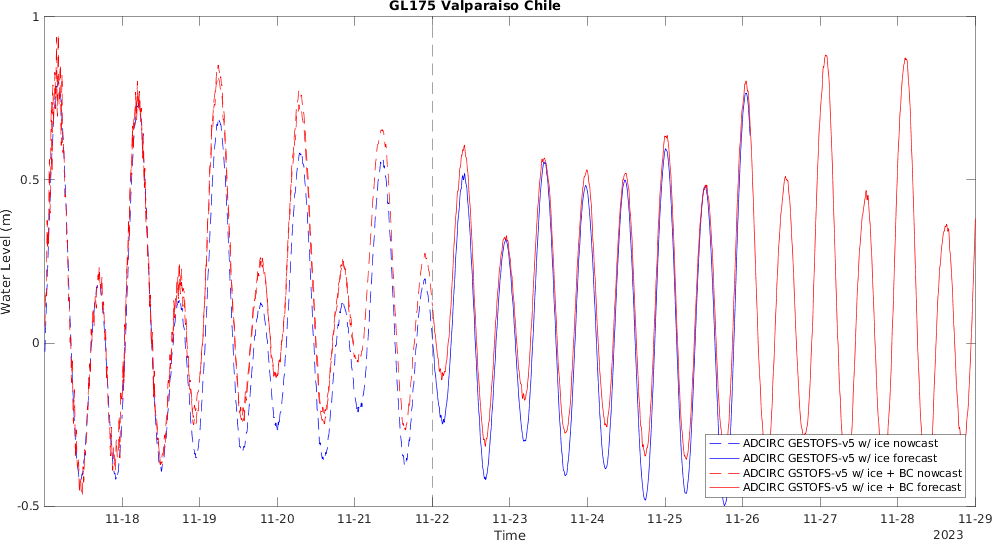 GL175 Valparaiso Chile
Water Level (m)
1
0.5
0
-0.5
11-18 11-19 11-20 11-21 11-22 11-23 11-24 11-25 11-26 11-27 11-28 11-29
Time
2023
ADCIRC GESTOFS-v5 w/ ice nowcast
ADCIRC GESTOFS-v5 w/ ice forecast
ADCIRC GSTOFS-v5 w/ ice + BC nowcast
ADCIRC GSTOFS-v5 w/ ice + BC forecast